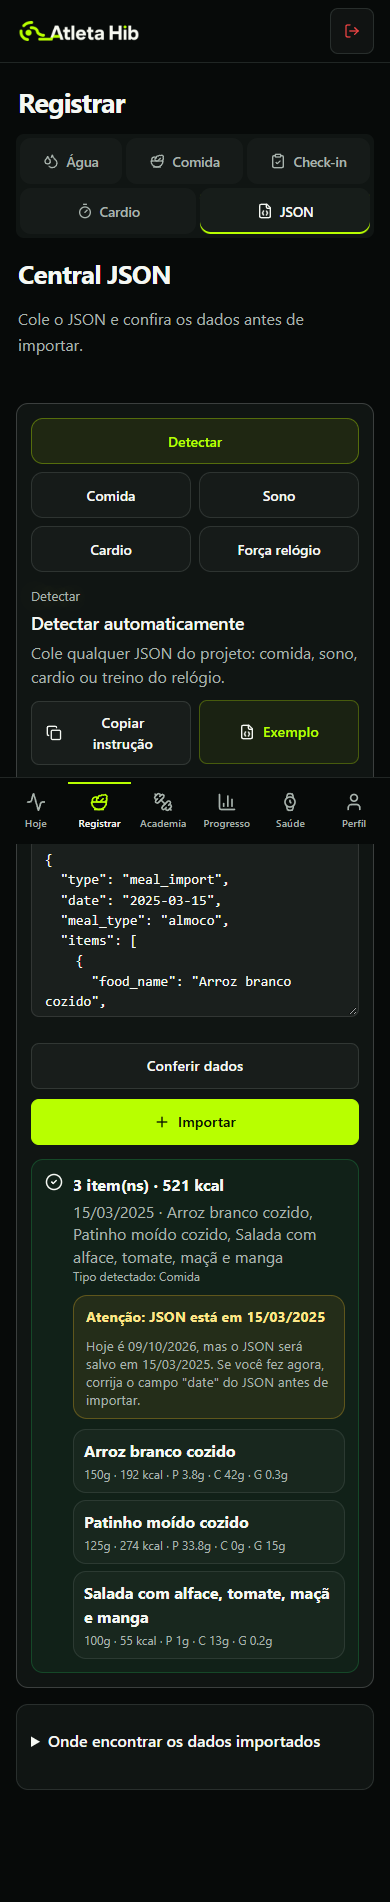 Atleta Hib
Registrar
Água
Comida
Check-in
Cardio
JSON
Central JSON
Cole o JSON e confira os dados antes de
importar.
Detectar
Comida
Sono
Cardio
Força relógio
Detectar
Detectar automaticamente
Cole qualquer JSON do projeto: comida, sono,
cardio ou treino do relógio.
Copiar
instrução
Exemplo
Hoje
Registrar
Academia
Progresso
Saúde
Perfil
{
"type": "meal_import",
"date": "2025-03-15",
"meal_type": "almoco",
"items": [
{
"food_name": "Arroz branco
cozido",
Conferir dados
+ Importar
3 item(ns) · 521 kcal
15/03/2025 · Arroz branco cozido,
Patinho moído cozido, Salada com
alface, tomate, maçã e manga
Tipo detectado: Comida
Atenção: JSON está em 15/03/2025
Hoje é 09/10/2026, mas o JSON será
salvo em 15/03/2025. Se você fez agora,
corrija o campo "date" do JSON antes de
importar.
Arroz branco cozido
150g · 192 kcal · P 3.8g · C 42g · G 0.3g
Patinho moído cozido
125g · 274 kcal · P 33.8g · C 0g · G 15g
Salada com alface, tomate, maçã
e manga
100g · 55 kcal · P 1g · C 13g · G 0.2g
Onde encontrar os dados importados